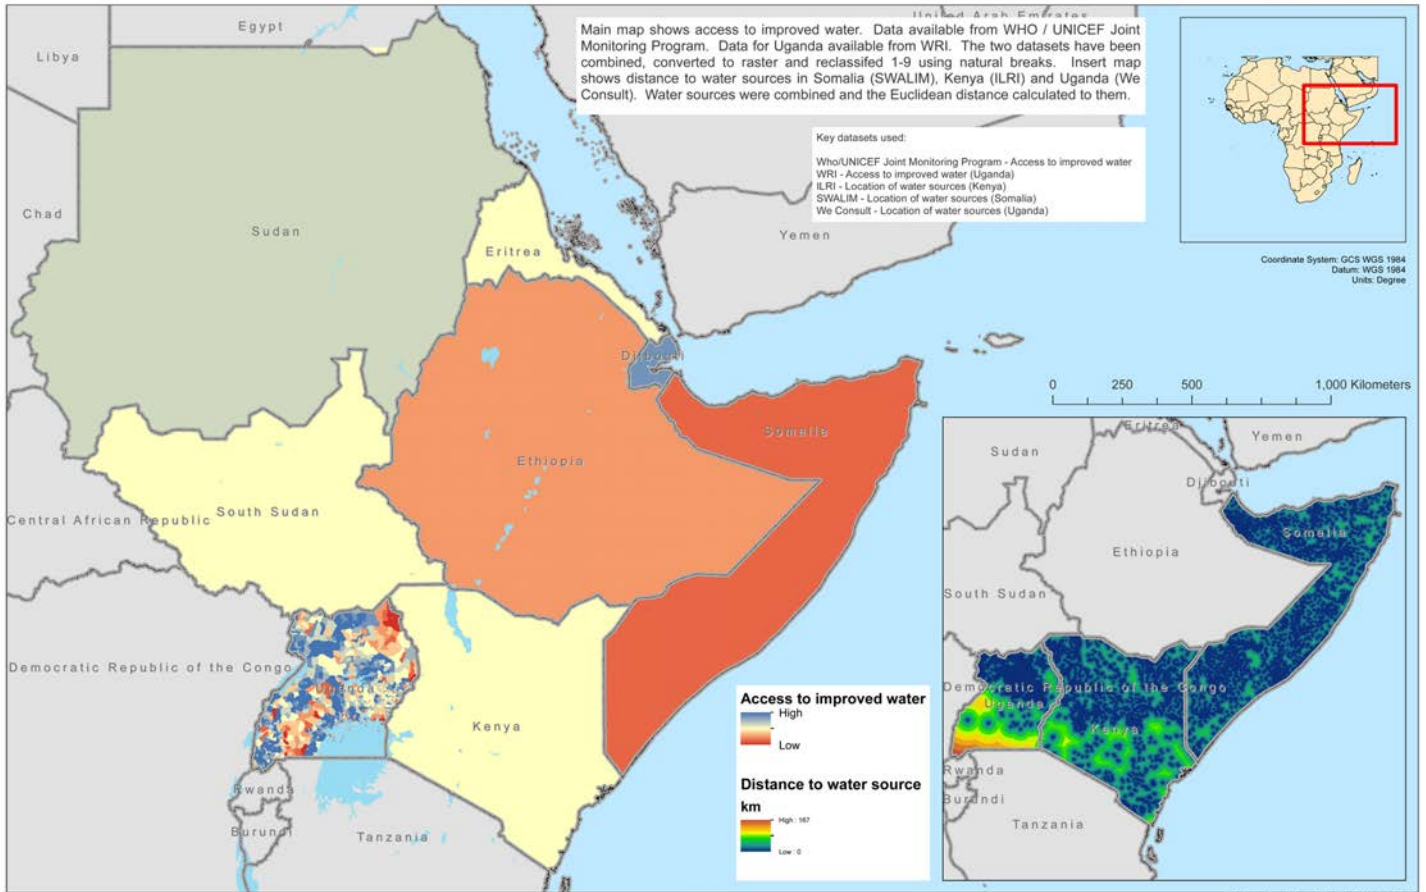 Egypt
United Arab Emirates
Libya
Main map shows access to improved water. Data available from WHO / UNICEF Joint
Monitoring Program. Data for Uganda available from WRI. The two datasets have been
combined, converted to raster and reclassifed 1-9 using natural breaks. Insert map
shows distance to water sources in Somalia (SWALIM), Kenya (ILRI) and Uganda (We
Consult). Water sources were combined and the Euclidean distance calculated to them.
Key datasets used:
Who/UNICEF Joint Monitoring Program - Access to improved water
WRI - Access to improved water (Uganda)
ILRI - Location of water sources (Kenya)
SWALIM - Location of water sources (Somalia)
We Consult - Location of water sources (Uganda)
Coordinate System: GCS WGS 1984
Datum: WGS 1984
Units: Degree
Chad
Sudan
Eritrea
Yemen
Djibouti
Somalia
Ethiopia
South Sudan
Central African Republic
Democratic Republic of the Congo
Uganda
Kenya
Rwanda
Burundi
Tanzania
0 250 500 1,000 Kilometers
Access to improved water
High
Low
Distance to water source
km
High : 167
Low : 0
Eritrea
Yemen
Sudan
Djibouti
Somalia
Ethiopia
South Sudan
Democratic Republic of the Congo
Uganda
Kenya
Rwanda
Burundi
Tanzania